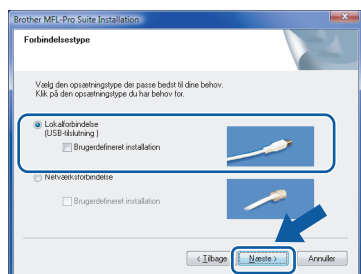 Brother MFL-Pro Suite Installation
Forbindelsestype
Vælg den opsætningstype der passe bedst til dine behov.
Klik på den opsætningstype du har behov for.
Lokalforbindelse
(USB-tilslutning )
Brugerdefineret installation
Netværksforbindelse
Brugerdefineret installation
< Tilbage
Næste >
Annuller